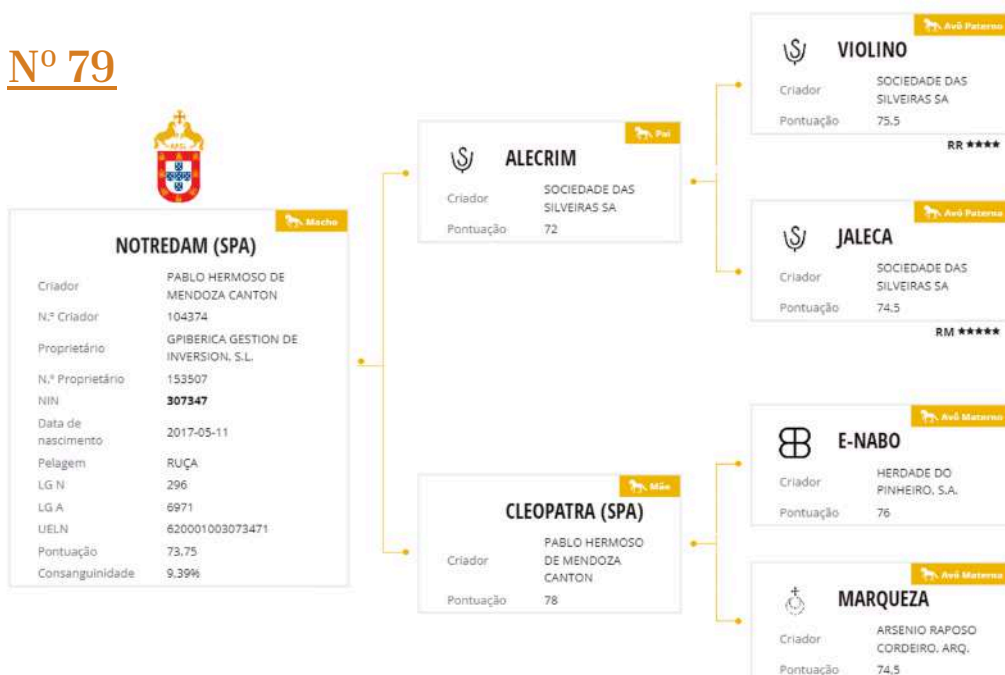 Nº 79
Macho
NOTREDAM (SPA)
Criador PABLO HERMOSO DE
MENDOZA CANTON
N.º Criador 104374
Proprietário GPIBERICA GESTION DE
INVERSION, S.L.
N.º Proprietário 153507
NIN 307347
Data de
nascimento 2017-05-11
Pelagem RUÇA
LG N 296
LG A 6971
UELN 620001003073471
Pontuação 73,75
Consanguinidade 9.39%
Pai
ALECRIM
Criador SOCIEDADE DAS
SILVEIRAS SA
Pontuação 72
Mãe
CLEOPATRA (SPA)
Criador PABLO HERMOSO
DE MENDOZA
CANTON
Pontuação 78
Avô Paterno
VIOLINO
Criador SOCIEDADE DAS
SILVEIRAS SA
Pontuação 75.5
RR ★★★★
Avó Paterna
JALECA
Criador SOCIEDADE DAS
SILVEIRAS SA
Pontuação 74.5
RM ★★★★★
Avô Materno
E-NABO
Criador HERDADE DO
PINHEIRO, S.A.
Pontuação 76
Avó Materna
MARQUEZA
Criador ARSENIO RAPOSO
CORDEIRO, ARQ.
Pontuação 74,5